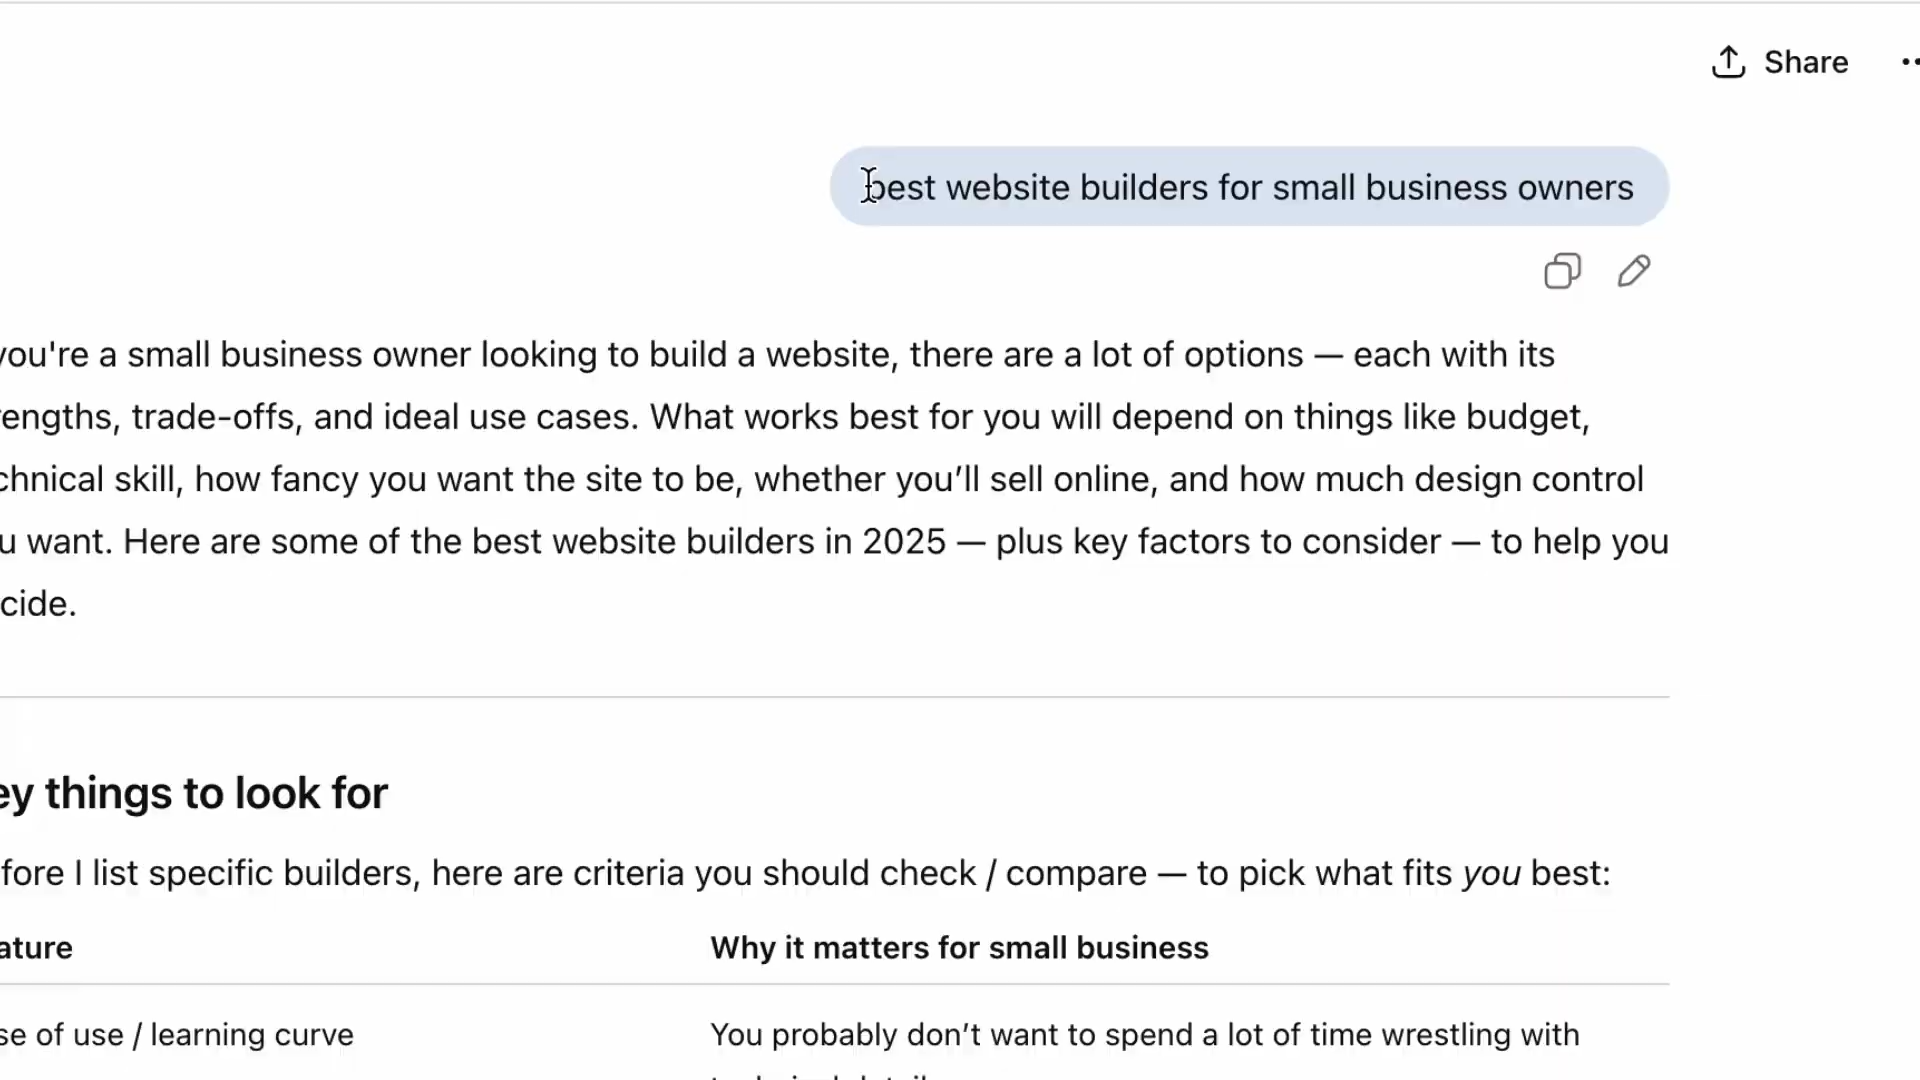 Share
best website builders for small business owners
you're a small business owner looking to build a website, there are a lot of options — each with its
rengths, trade-offs, and ideal use cases. What works best for you will depend on things like budget,
chnical skill, how fancy you want the site to be, whether you’ll sell online, and how much design control
u want. Here are some of the best website builders in 2025 — plus key factors to consider — to help you
cide.
ey things to look for
fore I list specific builders, here are criteria you should check / compare — to pick what fits you best:
ature
Why it matters for small business
se of use / learning curve
You probably don’t want to spend a lot of time wrestling with